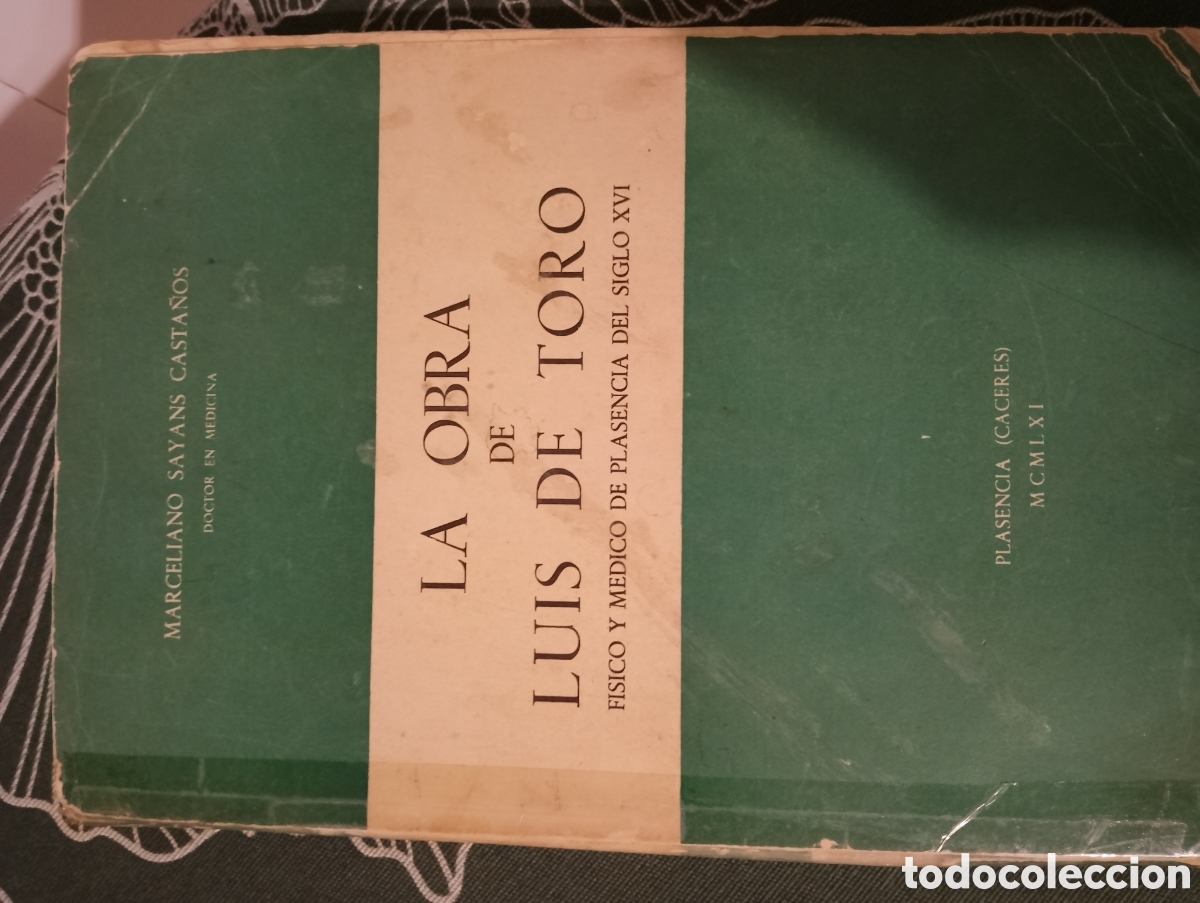 MARCELIANO SAYANS CASTAÑOS
DOCTOR EN MEDICINA
LA OBRA
DE
LUIS DE TORO
FISICO Y MEDICO DE PLASENCIA DEL SIGLO XVI
PLASENCIA (CACERES)
MCMLXI
todocoleccion